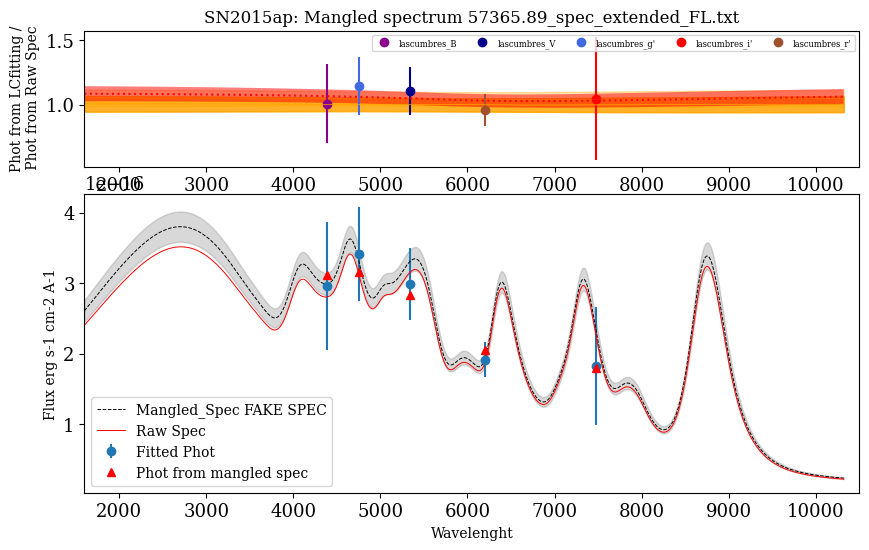 SN2015ap: Mangled spectrum 57365.89_spec_extended_FL.txt
Phot from LCfitting /
Phot from Raw Spec
1.5
1.0
lascumbres_B lascumbres_V lascumbres_g' lascumbres_i' lascumbres_r'
2000 3000 4000 5000 6000 7000 8000 9000 10000
1e−16
Flux erg s-1 cm-2 A-1
4
3
2
1
Mangled_Spec FAKE SPEC
Raw Spec
Fitted Phot
Phot from mangled spec
2000 3000 4000 5000 6000 7000 8000 9000 10000
Wavelenght